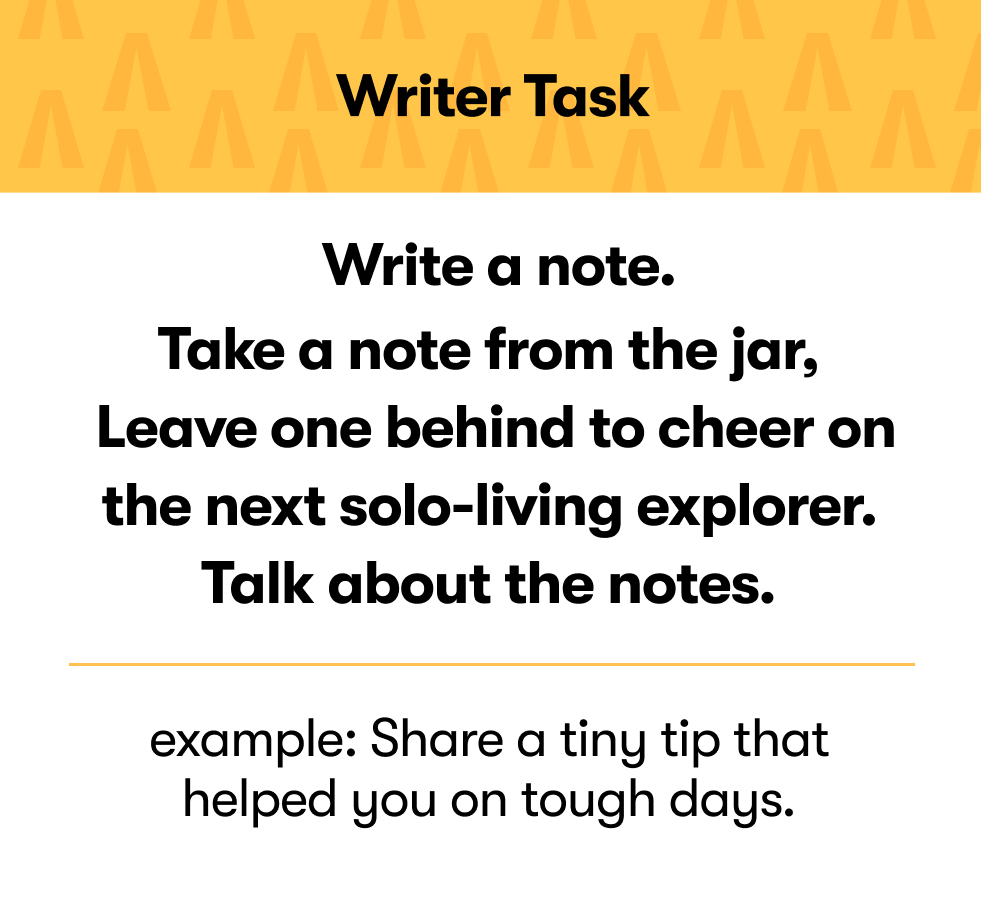 Writer Task
Write a note.
Take a note from the jar,
Leave one behind to cheer on
the next solo-living explorer.
Talk about the notes.
example: Share a tiny tip that
helped you on tough days.